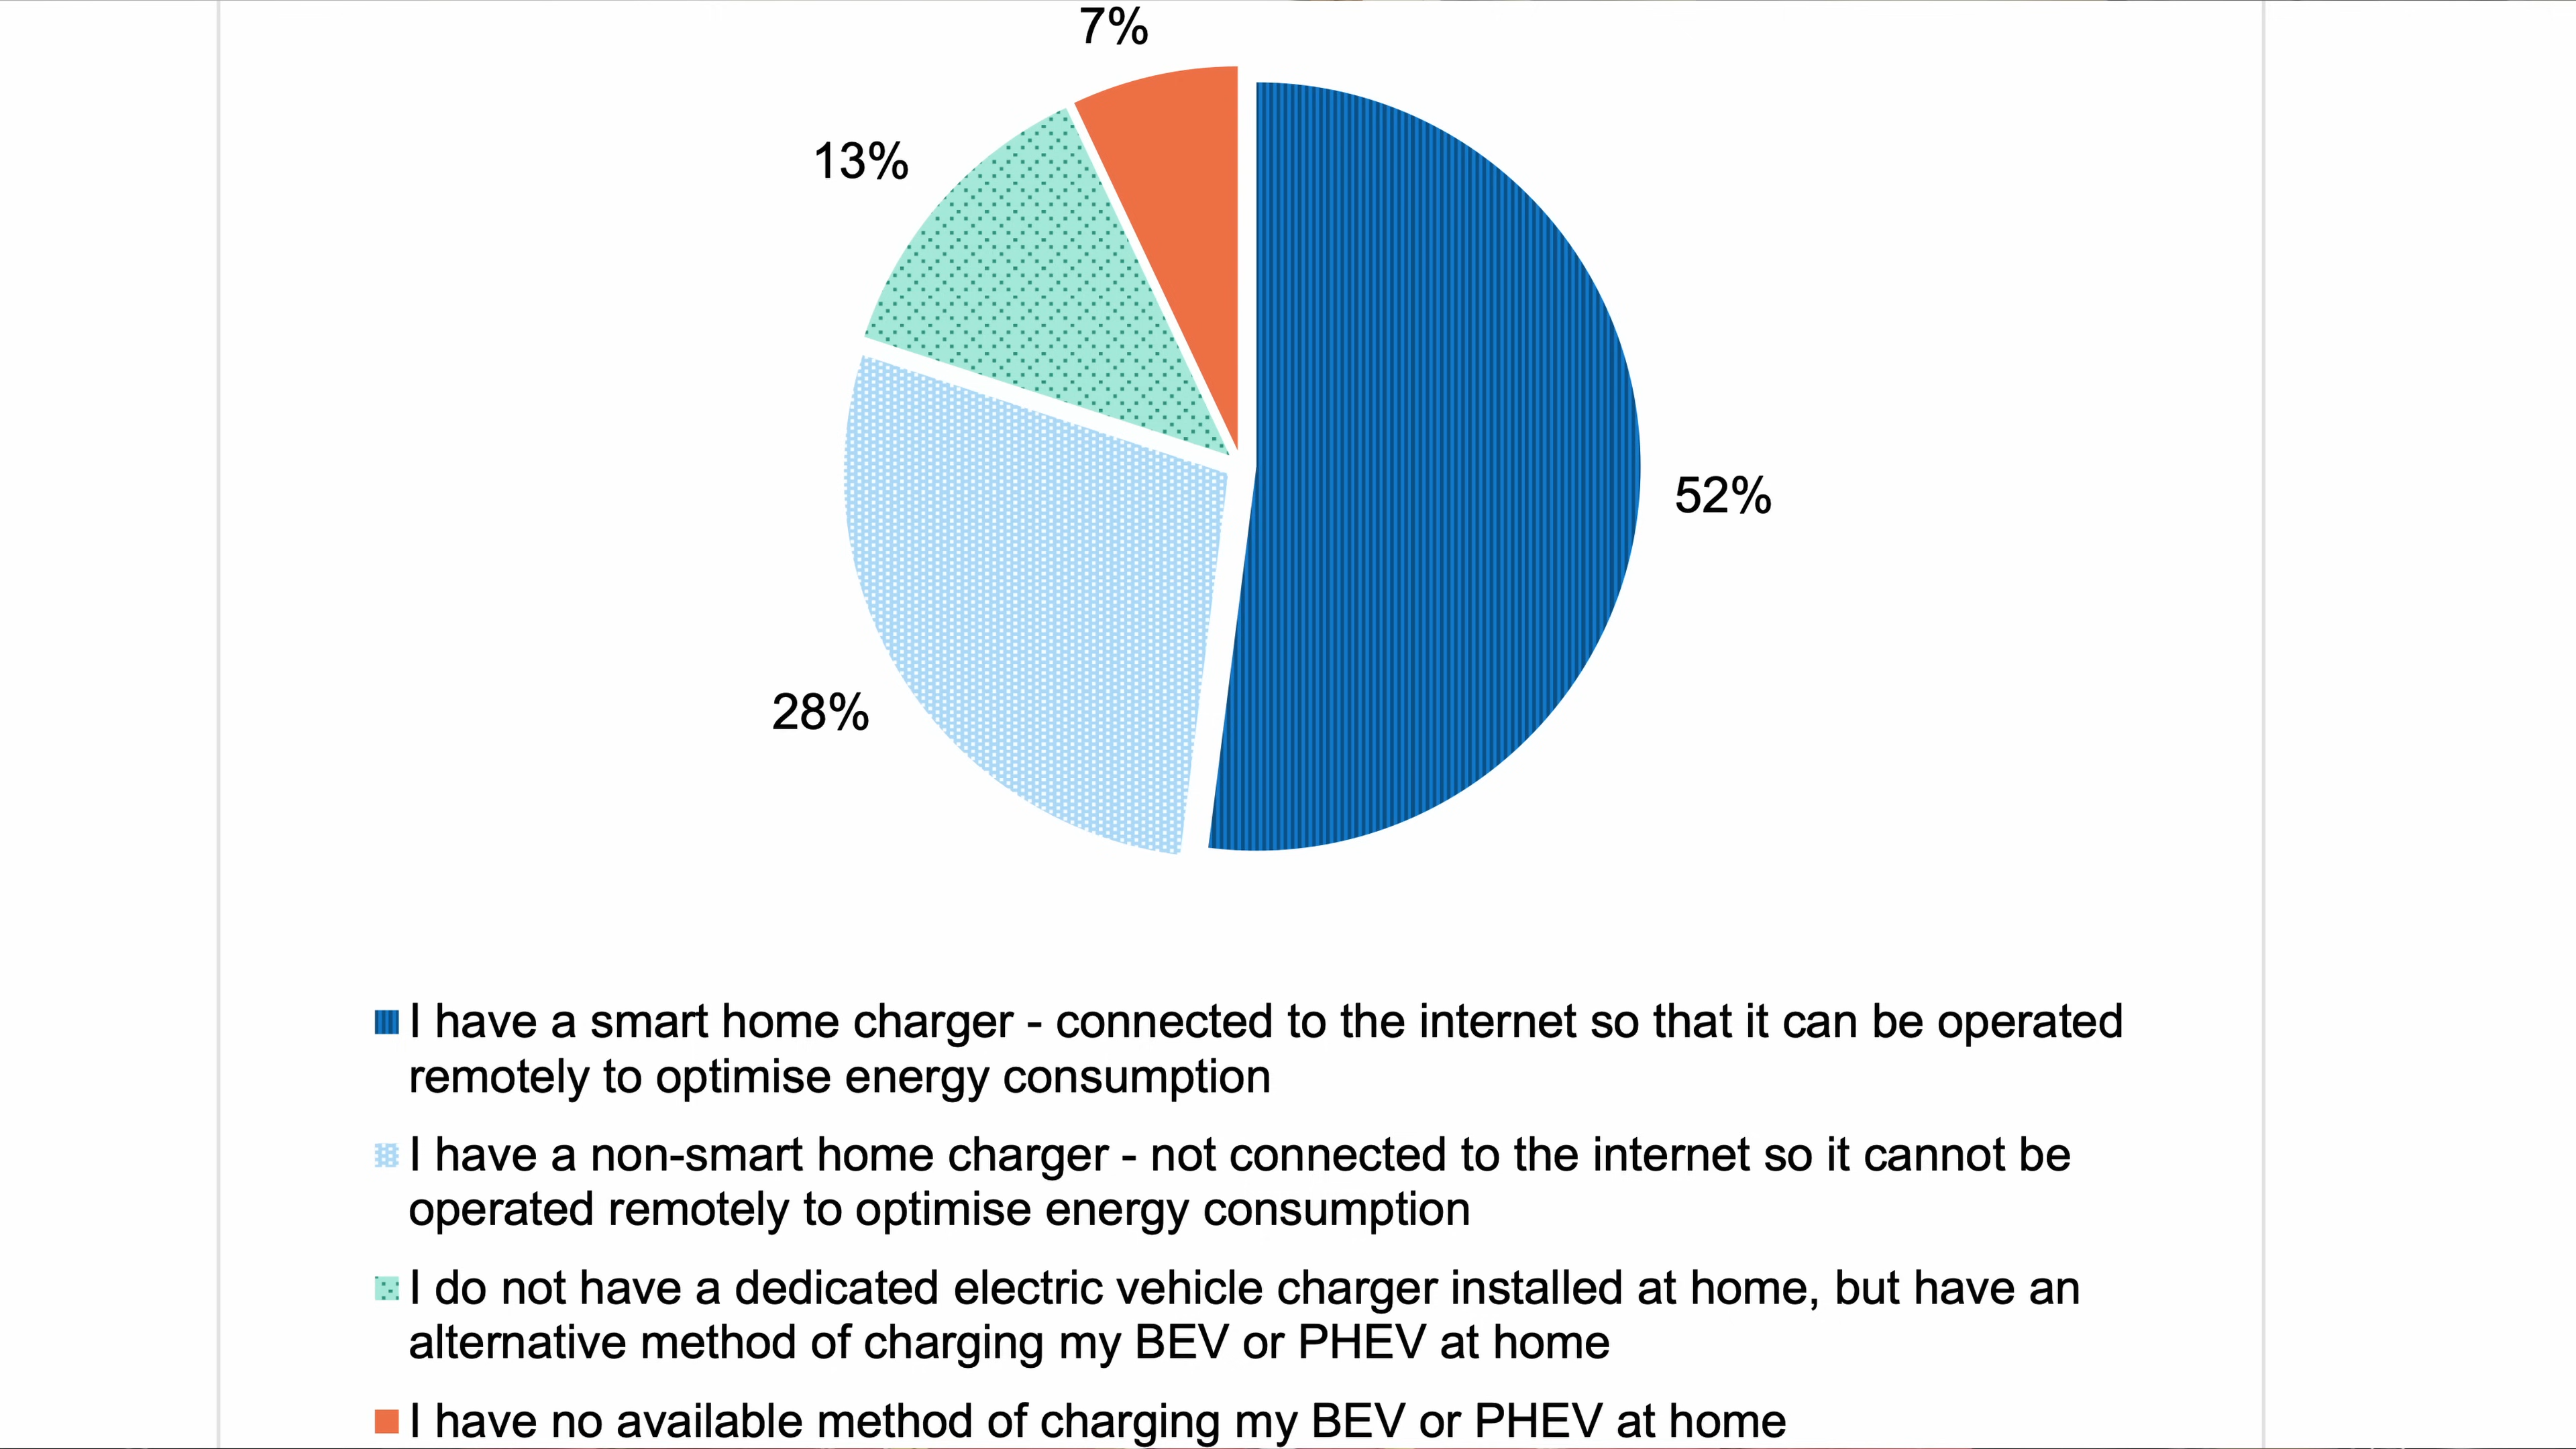 7%
13%
52%
28%
I have a smart home charger - connected to the internet so that it can be operated
remotely to optimise energy consumption
I have a non-smart home charger - not connected to the internet so it cannot be
operated remotely to optimise energy consumption
I do not have a dedicated electric vehicle charger installed at home, but have an
alternative method of charging my BEV or PHEV at home
I have no available method of charging my BEV or PHEV at home